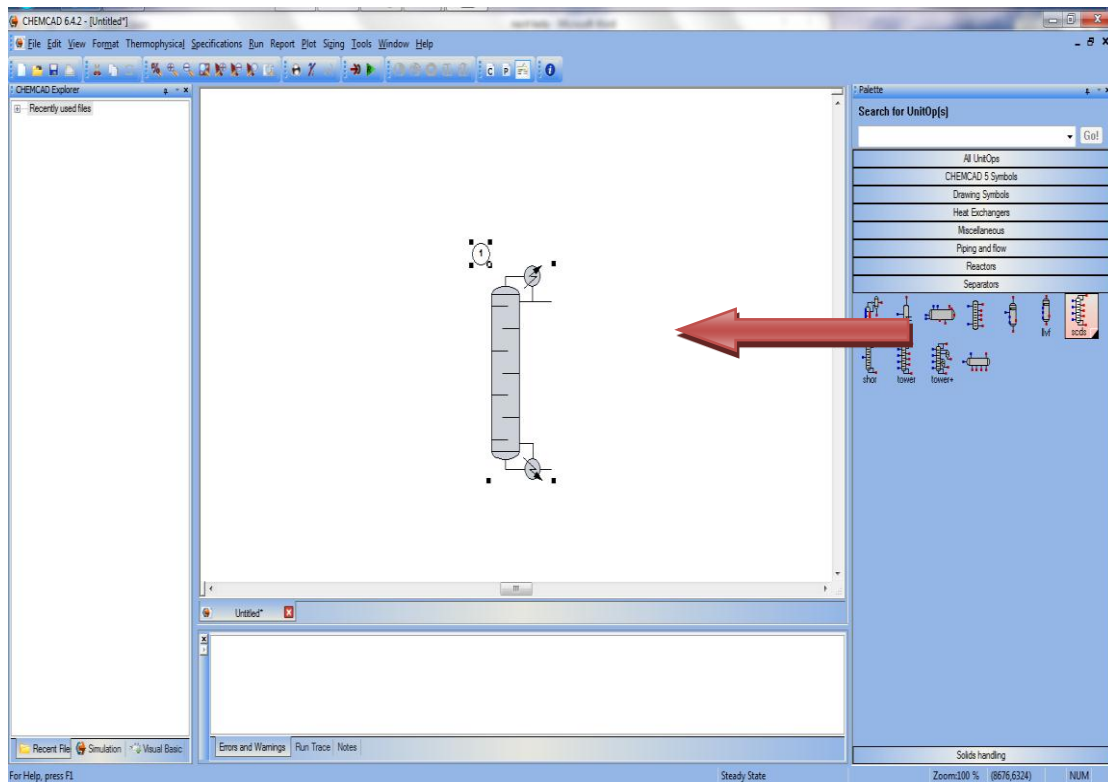 CHEMCAD 6.4.2 - [Untitled*]
File Edit View Format Thermophysical Specifications Run Report Plot Sizing Tools Window Help
C P
CHEMCAD Explorer
Recently used files
Palette
Search for UnitOp(s)
Go!
All UnitOps
CHEMCAD 5 Symbols
Drawing Symbols
Heat Exchangers
Miscellaneous
Piping and flow
Reactors
Separators
llvf scds
shor tower tower+
1
Untitled*
Errors and Warnings Run Trace Notes
Recent File Simulation Visual Basic
Solids handling
For Help, press F1
Steady State
Zoom:100 % (8676,6324) NUM